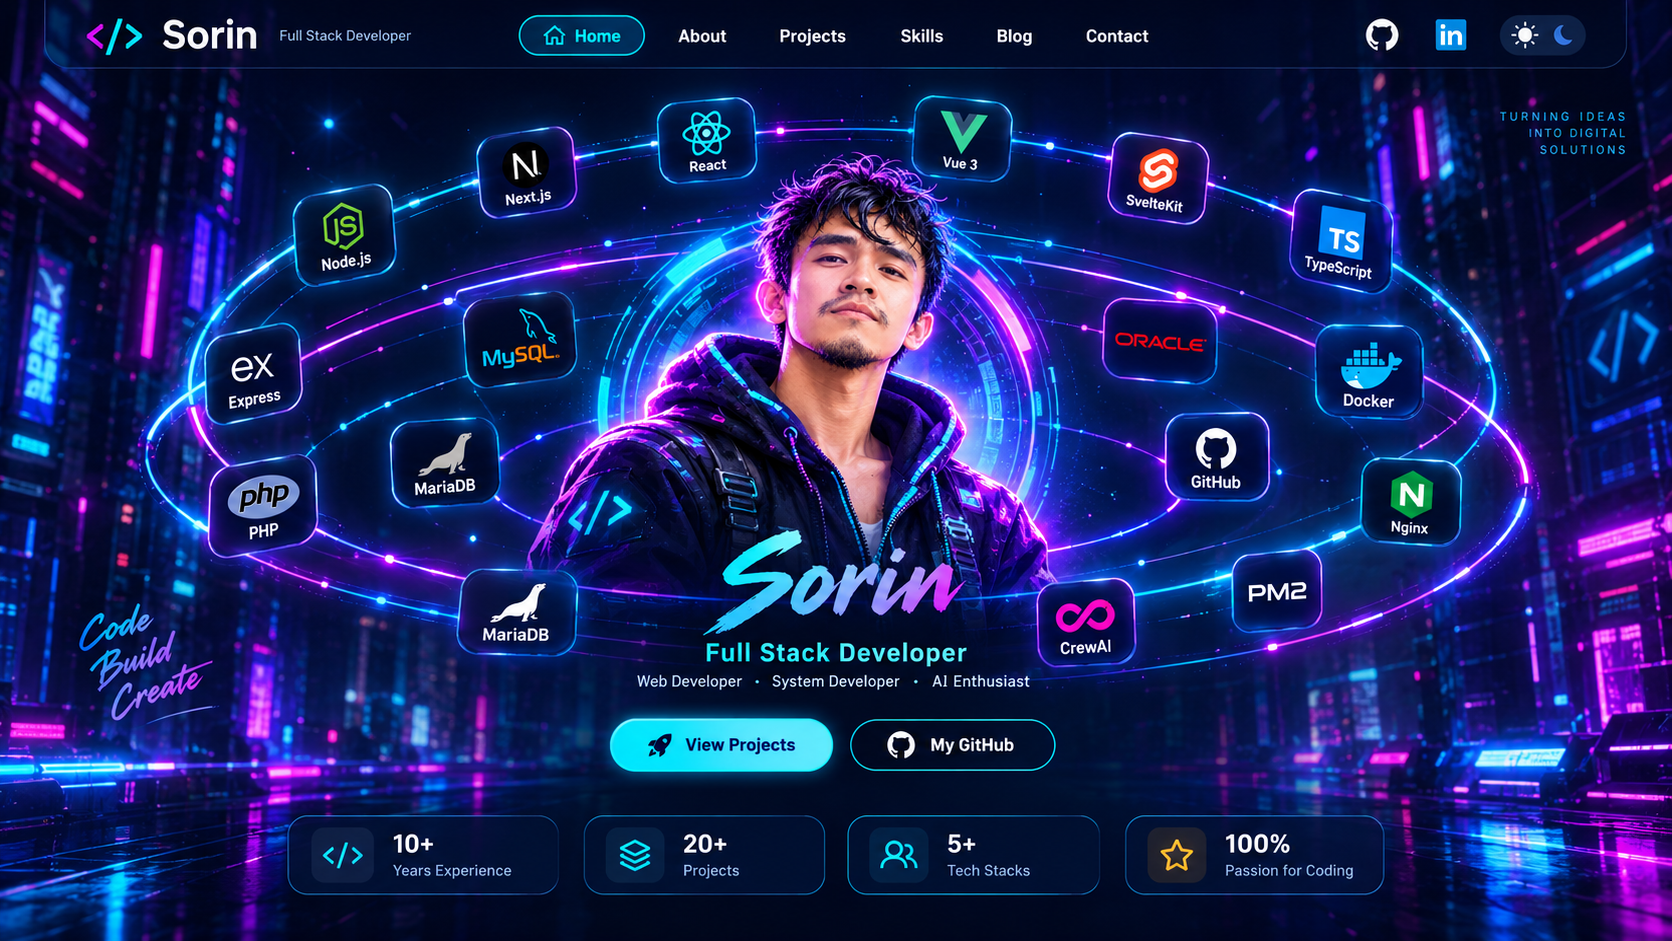 </> Sorin Full Stack Developer Home About Projects Skills Blog Contact in
TURNING IDEAS
INTO DIGITAL
SOLUTIONS
React
Vue 3
N
Next.js
SvelteKit
JS
Node.js
TS
TypeScript
MySQL
ORACLE
ex
Express
Docker
MariaDB
GitHub
php
PHP
N
Nginx
</>
MariaDB
PM2
CrewAI
Sorin
Full Stack Developer
Web Developer • System Developer • AI Enthusiast
Code
Build
Create
View Projects
My GitHub
</>
10+
Years Experience
20+
Projects
5+
Tech Stacks
100%
Passion for Coding